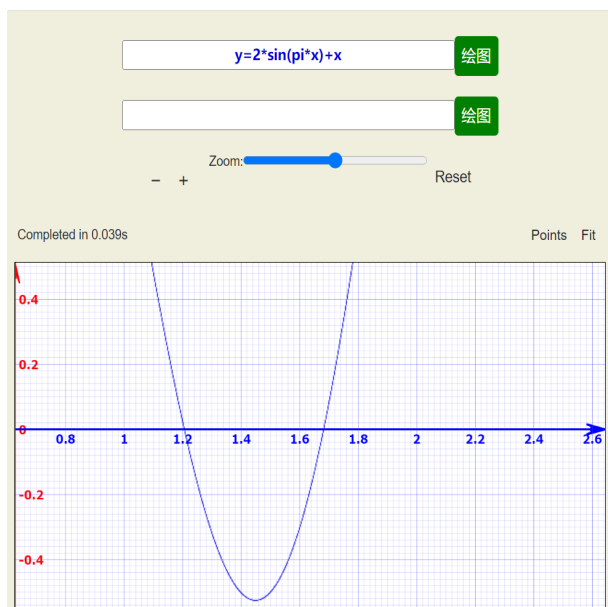 y=2*sin(pi*x)+x 绘图
绘图
Zoom:
− + Reset
Completed in 0.039s Points Fit
0.4
0.2
0
0.8 1 1.2 1.4 1.6 1.8 2 2.2 2.4 2.6
-0.2
-0.4